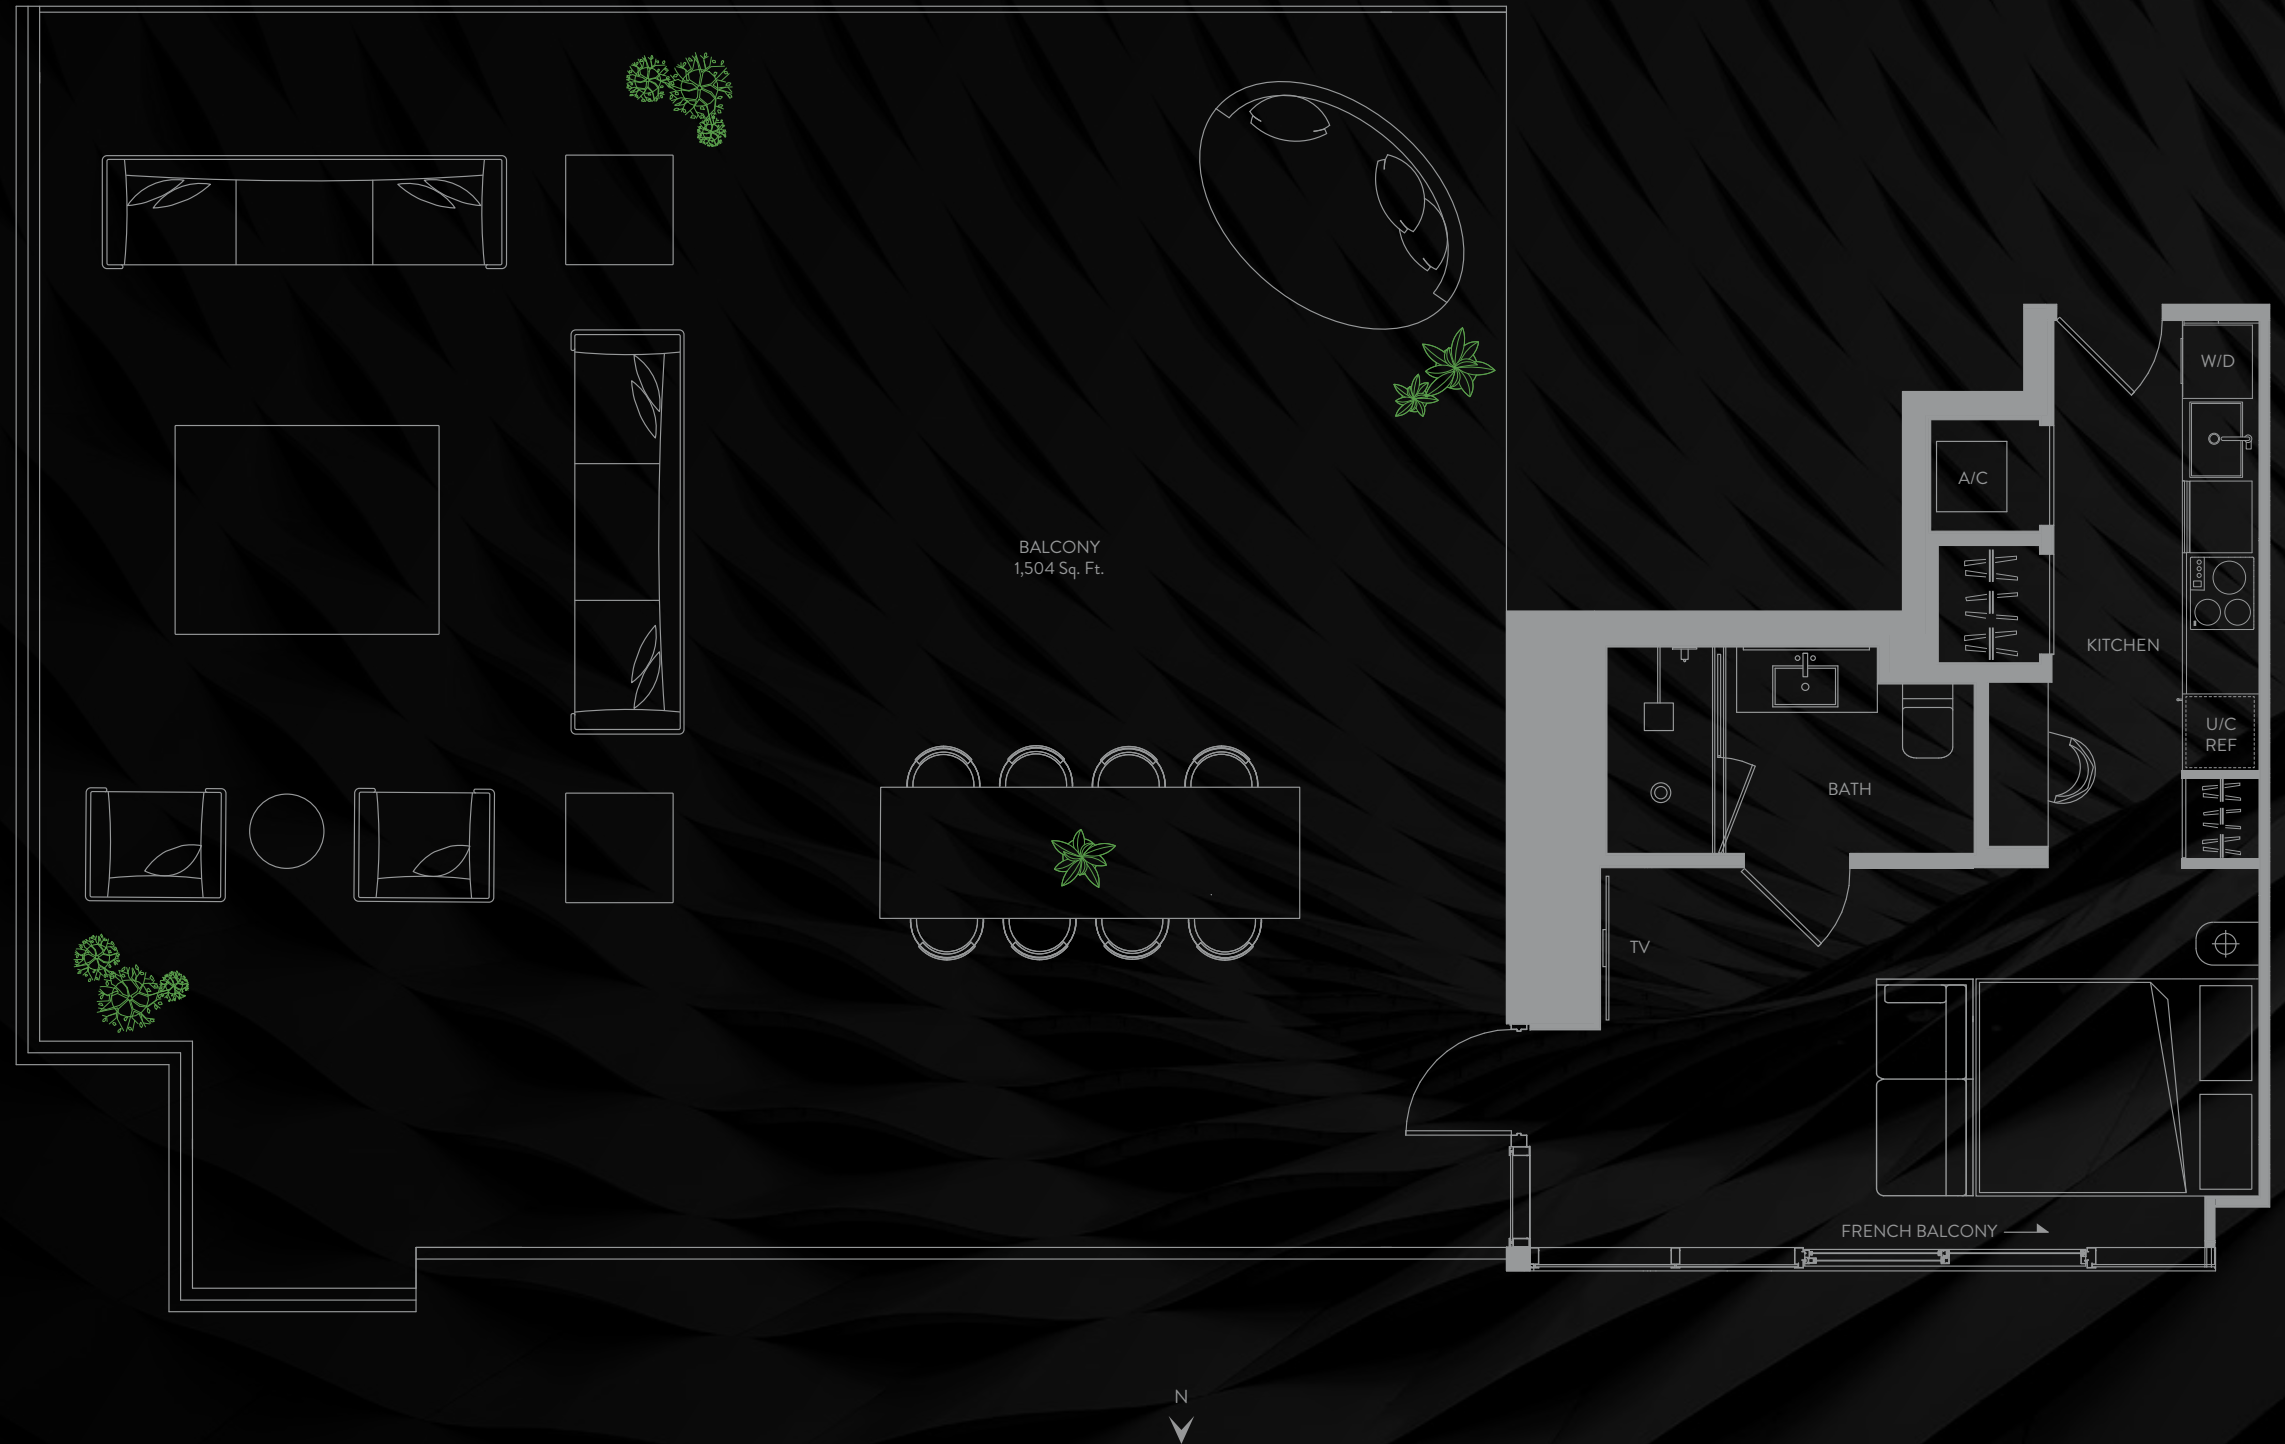 W/D
A/C
BALCONY
1,504 Sq. Ft.
KITCHEN
U/C
REF
BATH
TV
FRENCH BALCONY
N